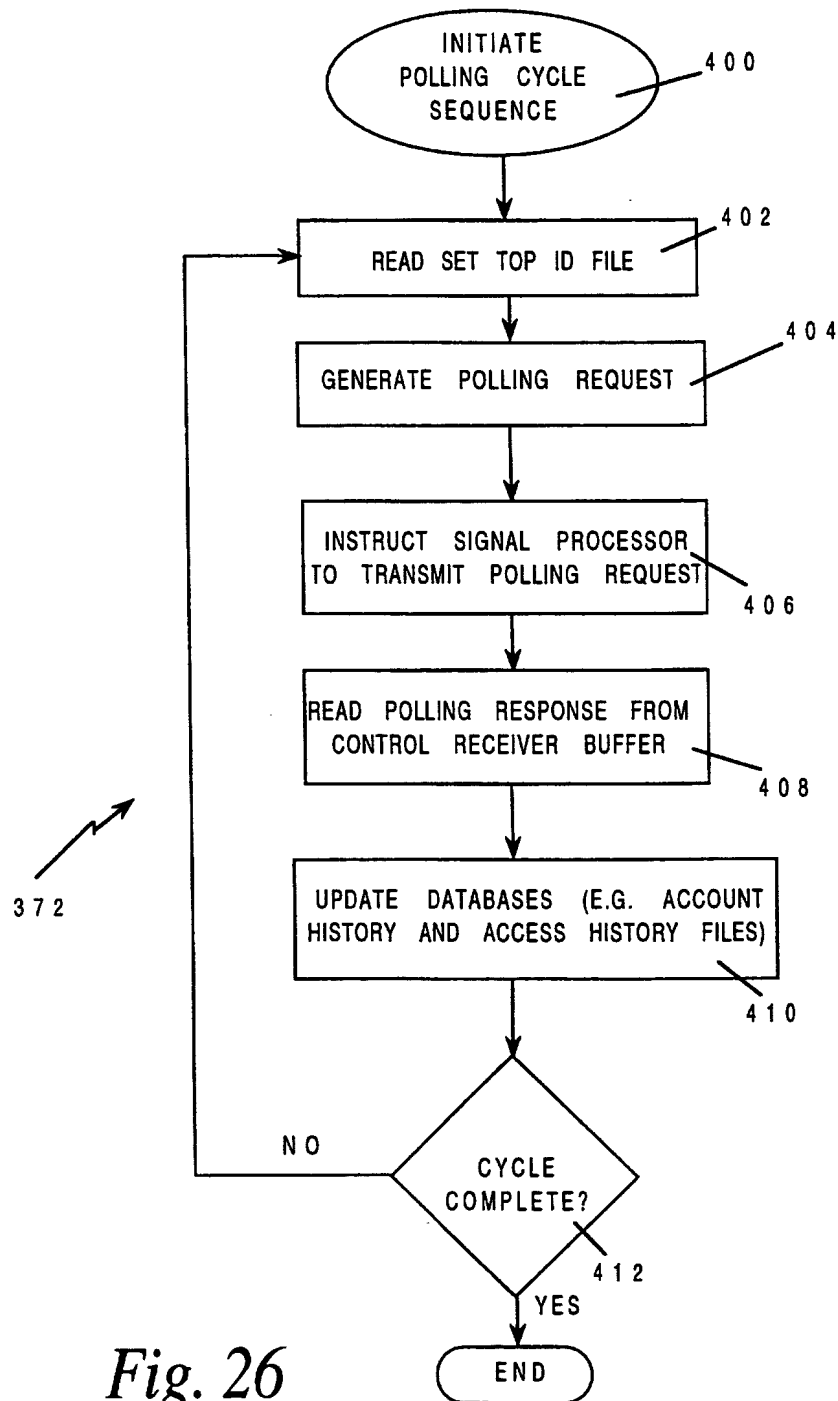 INITIATE
POLLING CYCLE
SEQUENCE
400
402
READ SET TOP ID FILE
404
GENERATE POLLING REQUEST
INSTRUCT SIGNAL PROCESSOR
TO TRANSMIT POLLING REQUEST
406
READ POLLING RESPONSE FROM
CONTROL RECEIVER BUFFER
408
372
UPDATE DATABASES (E.G. ACCOUNT
HISTORY AND ACCESS HISTORY FILES)
410
NO
CYCLE
COMPLETE?
412
YES
END
Fig. 26